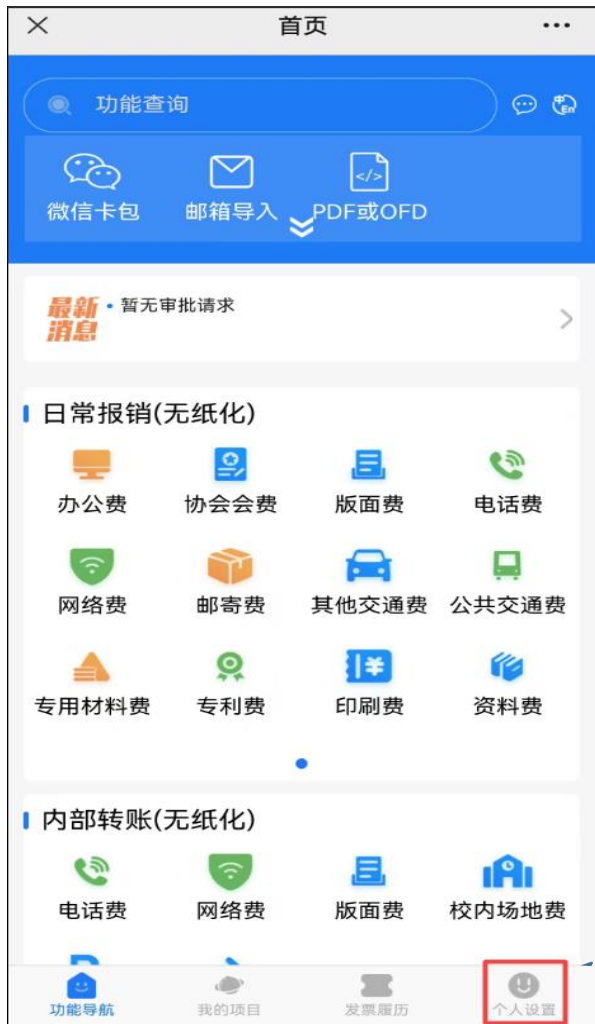 首页
功能查询
中
En
微信卡包 邮箱导入 PDF或OFD
最新
消息
·暂无审批请求
日常报销(无纸化)
办公费 协会会费 版面费 电话费
网络费 邮寄费 其他交通费 公共交通费
专用材料费 专利费 印刷费 资料费
内部转账(无纸化)
电话费 网络费 版面费 校内场地费
功能导航 我的项目 发票履历 个人设置